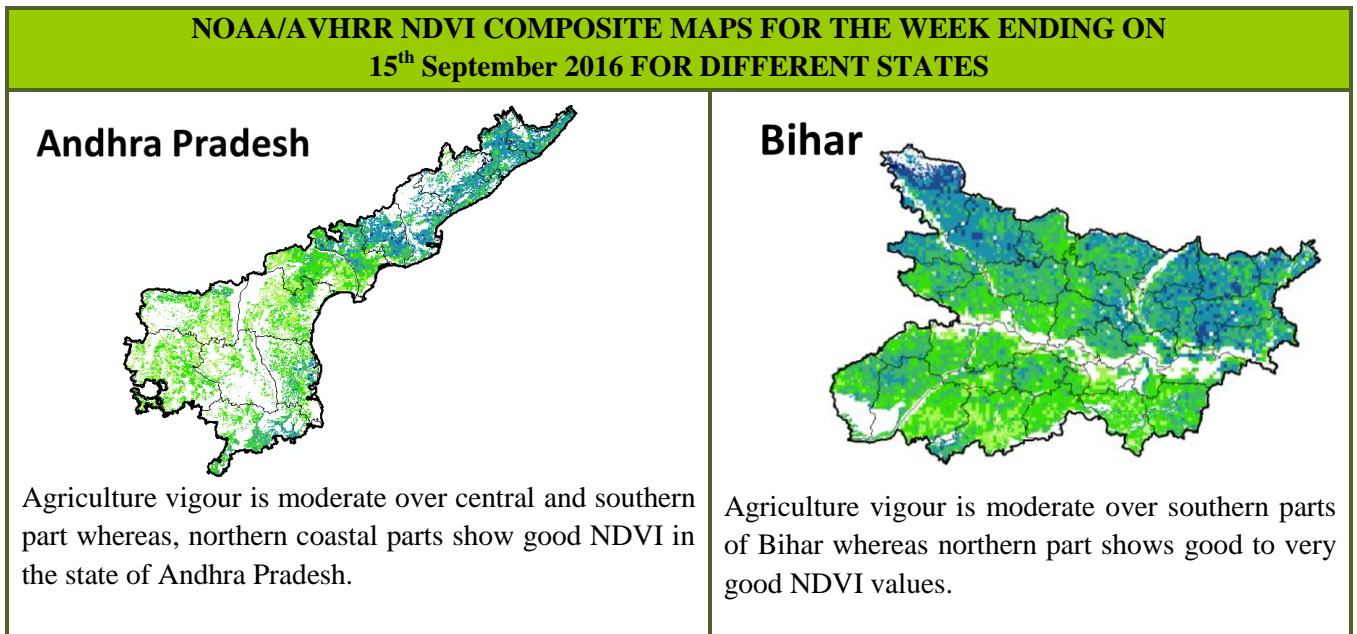 NOAA/AVHRR NDVI COMPOSITE MAPS FOR THE WEEK ENDING ON
15th September 2016 FOR DIFFERENT STATES
Andhra Pradesh
Agriculture vigour is moderate over central and southern
part whereas, northern coastal parts show good NDVI in
the state of Andhra Pradesh.
Bihar
Agriculture vigour is moderate over southern parts
of Bihar whereas northern part shows good to very
good NDVI values.